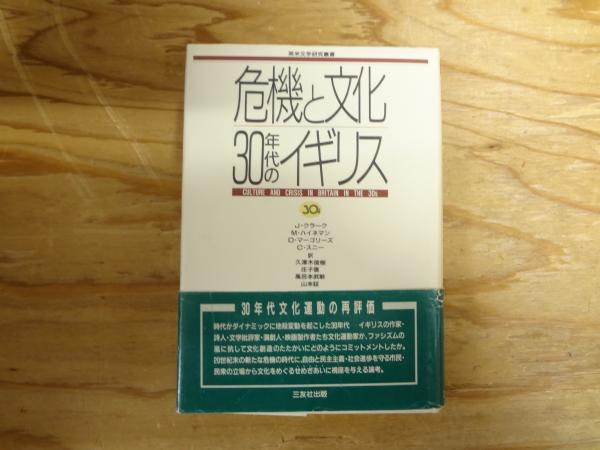 英米文学研究叢書
危機と文化
30年代のイギリス
CULTURE AND CRISIS IN BRITAIN IN THE 30s
30s
J・クラーク
M・ハイネマン
D・マーゴリーズ
C・スニー
訳
久津木俊樹
庄子信
風呂本武敏
山本証
30年代文化運動の再評価
時代がダイナミックに地殻変動を起こした30年代 イギリスの作家・
詩人・文学批評家・演劇人・映画製作者たち文化運動家が、ファシズムの
嵐に抗して文化創造のたたかいにどのようにコミットメントしたか。
20世紀末の新たな危機の時代に、自由と民主主義・社会進歩を守る市民・
民衆の立場から文化をめぐるせめぎあいに視座を与える論考。
三友社出版